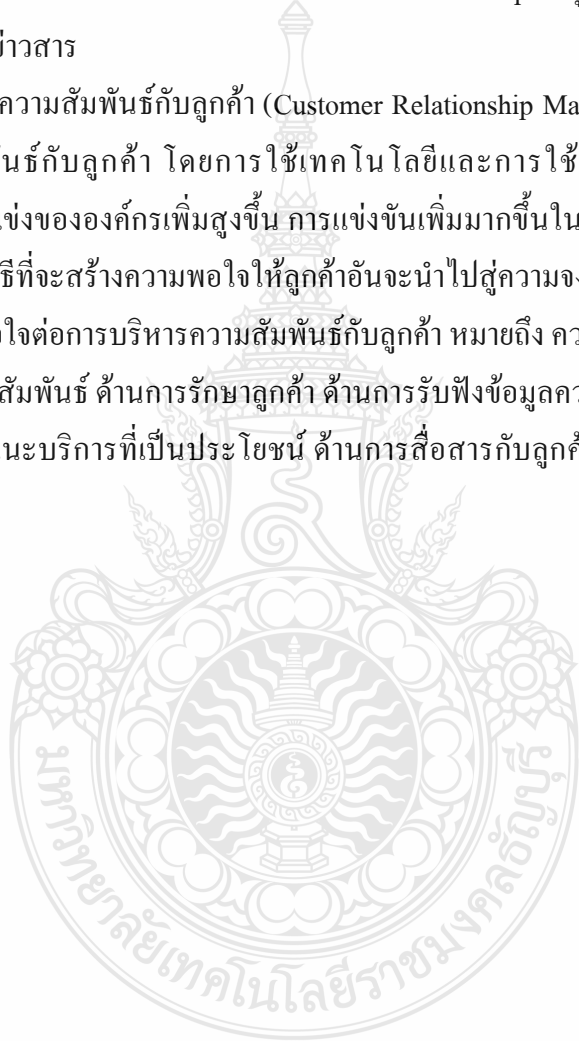 ข่าวสาร
ความสัมพันธ์กับลูกค้า (Customer Relationship Ma
ันธ์กับลูกค้า โดยการใช้เทคโนโลยีและการใช้
แข่งขององค์กรเพิ่มสูงขึ้น การแข่งขันเพิ่มมากขึ้นใน
ธีที่จะสร้างความพอใจให้ลูกค้าอันจะนำไปสู่ความจง
ใจต่อการบริหารความสัมพันธ์กับลูกค้า หมายถึง คว
สัมพันธ์ ด้านการรักษาลูกค้า ด้านการรับฟังข้อมูลคว
นะบริการที่เป็นประโยชน์ ด้านการสื่อสารกับลูกค้
มหาวิทยาลัยเทคโนโลยีราชมงคลธัญบุรี